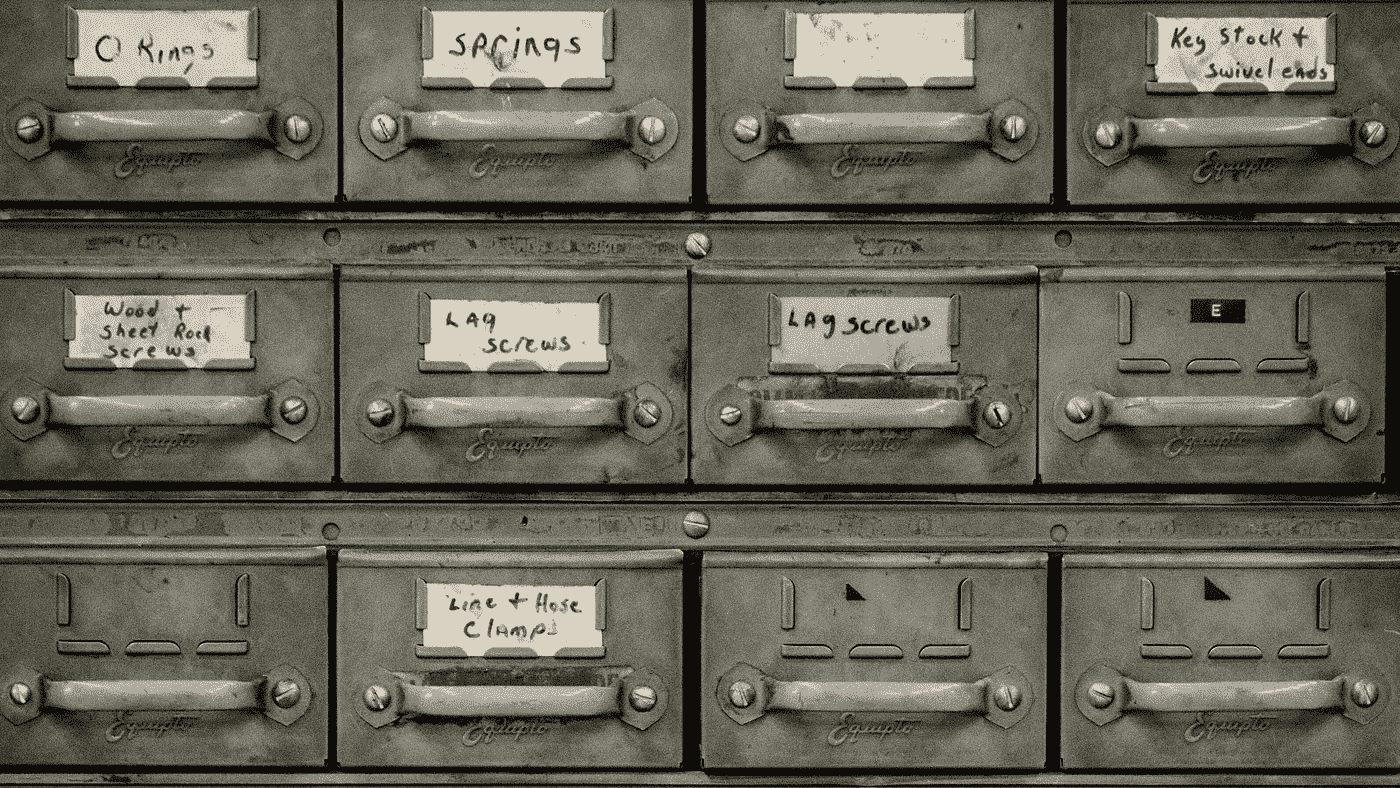 O Rings
springs
Key Stock +
swivel ends
Equipto
Equipto
Equipto
Equipto
Wood +
Sheet Rock
screws
LAg
screws
LAg screws
E
Equipto
Equipto
Equipto
Equipto
Line + Hose
Clamps
Equipto
Equipto
Equipto
Equipto